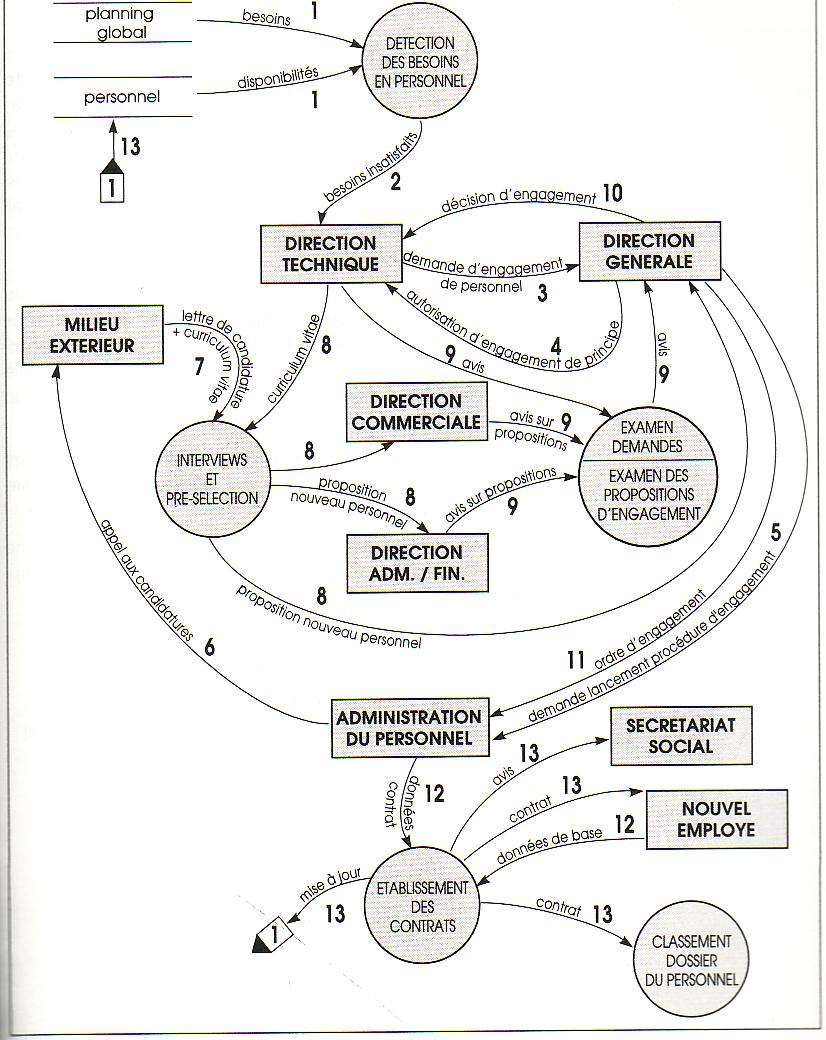 planning
global
besoins
1
DETECTION
DES BESOINS
EN PERSONNEL
personnel
disponibilités
1
13
1
besoins insatisfaits
2
décision d'engagement
10
DIRECTION
TECHNIQUE
DIRECTION
GENERALE
demande d'engagement
de personnel
3
autorisation d'engagement de principe
4
MILIEU
EXTERIEUR
lettre de candidature
+ curriculum vitae
7
curriculum vitae
8
9
avis
avis
9
DIRECTION
COMMERCIALE
avis sur
propositions
9
EXAMEN
DEMANDES
EXAMEN DES
PROPOSITIONS
D'ENGAGEMENT
INTERVIEWS
ET
PRE-SELECTION
8
proposition
nouveau personnel
8
avis sur propositions
9
DIRECTION
ADM. / FIN.
5
appel aux candidatures
6
8
proposition nouveau personnel
11
ordre d'engagement
demande lancement procédure d'engagement
ADMINISTRATION
DU PERSONNEL
SECRETARIAT
SOCIAL
avis
13
données
contrat
12
contrat
13
NOUVEL
EMPLOYE
données de base
12
mise à jour
13
1
ETABLISSEMENT
DES
CONTRATS
contrat
13
CLASSEMENT
DOSSIER
DU PERSONNEL